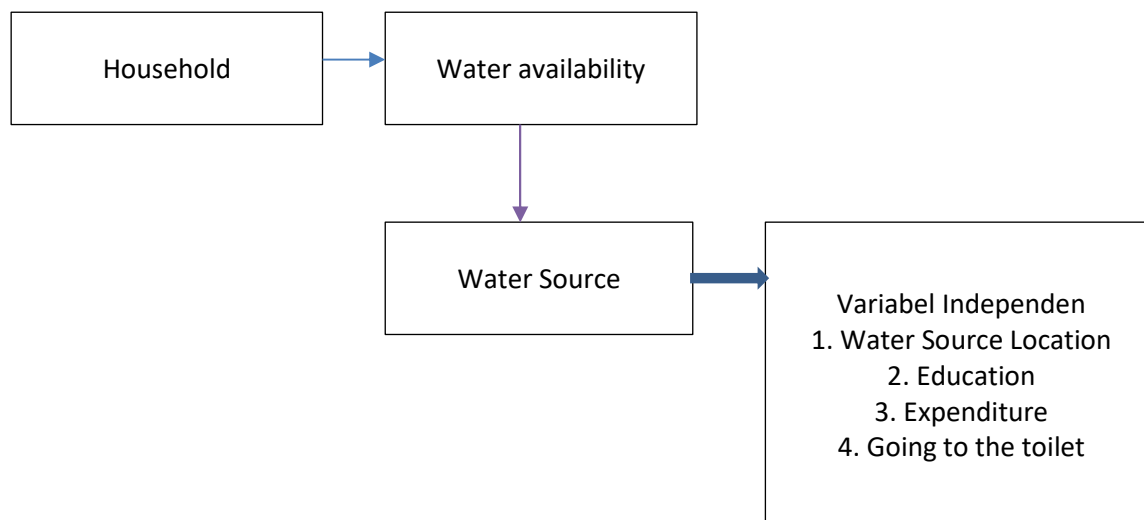 Household
Water availability
Water Source
Variabel Independen
1. Water Source Location
2. Education
3. Expenditure
4. Going to the toilet